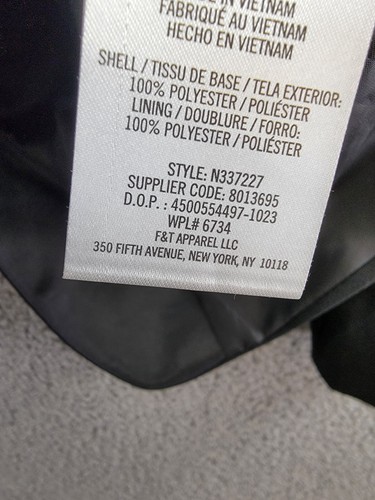 VIETNAM
FABRIQUÉ AU VIETNAM
HECHO EN VIETNAM
SHELL / TISSU DE BASE / TELA EXTERIOR:
100% POLYESTER / POLIÉSTER
LINING / DOUBLURE / FORRO:
100% POLYESTER / POLIÉSTER
STYLE: N337227
SUPPLIER CODE: 8013695
D.O.P. : 4500554497-1023
WPL# 6734
F&T APPAREL LLC
350 FIFTH AVENUE, NEW YORK, NY 10118